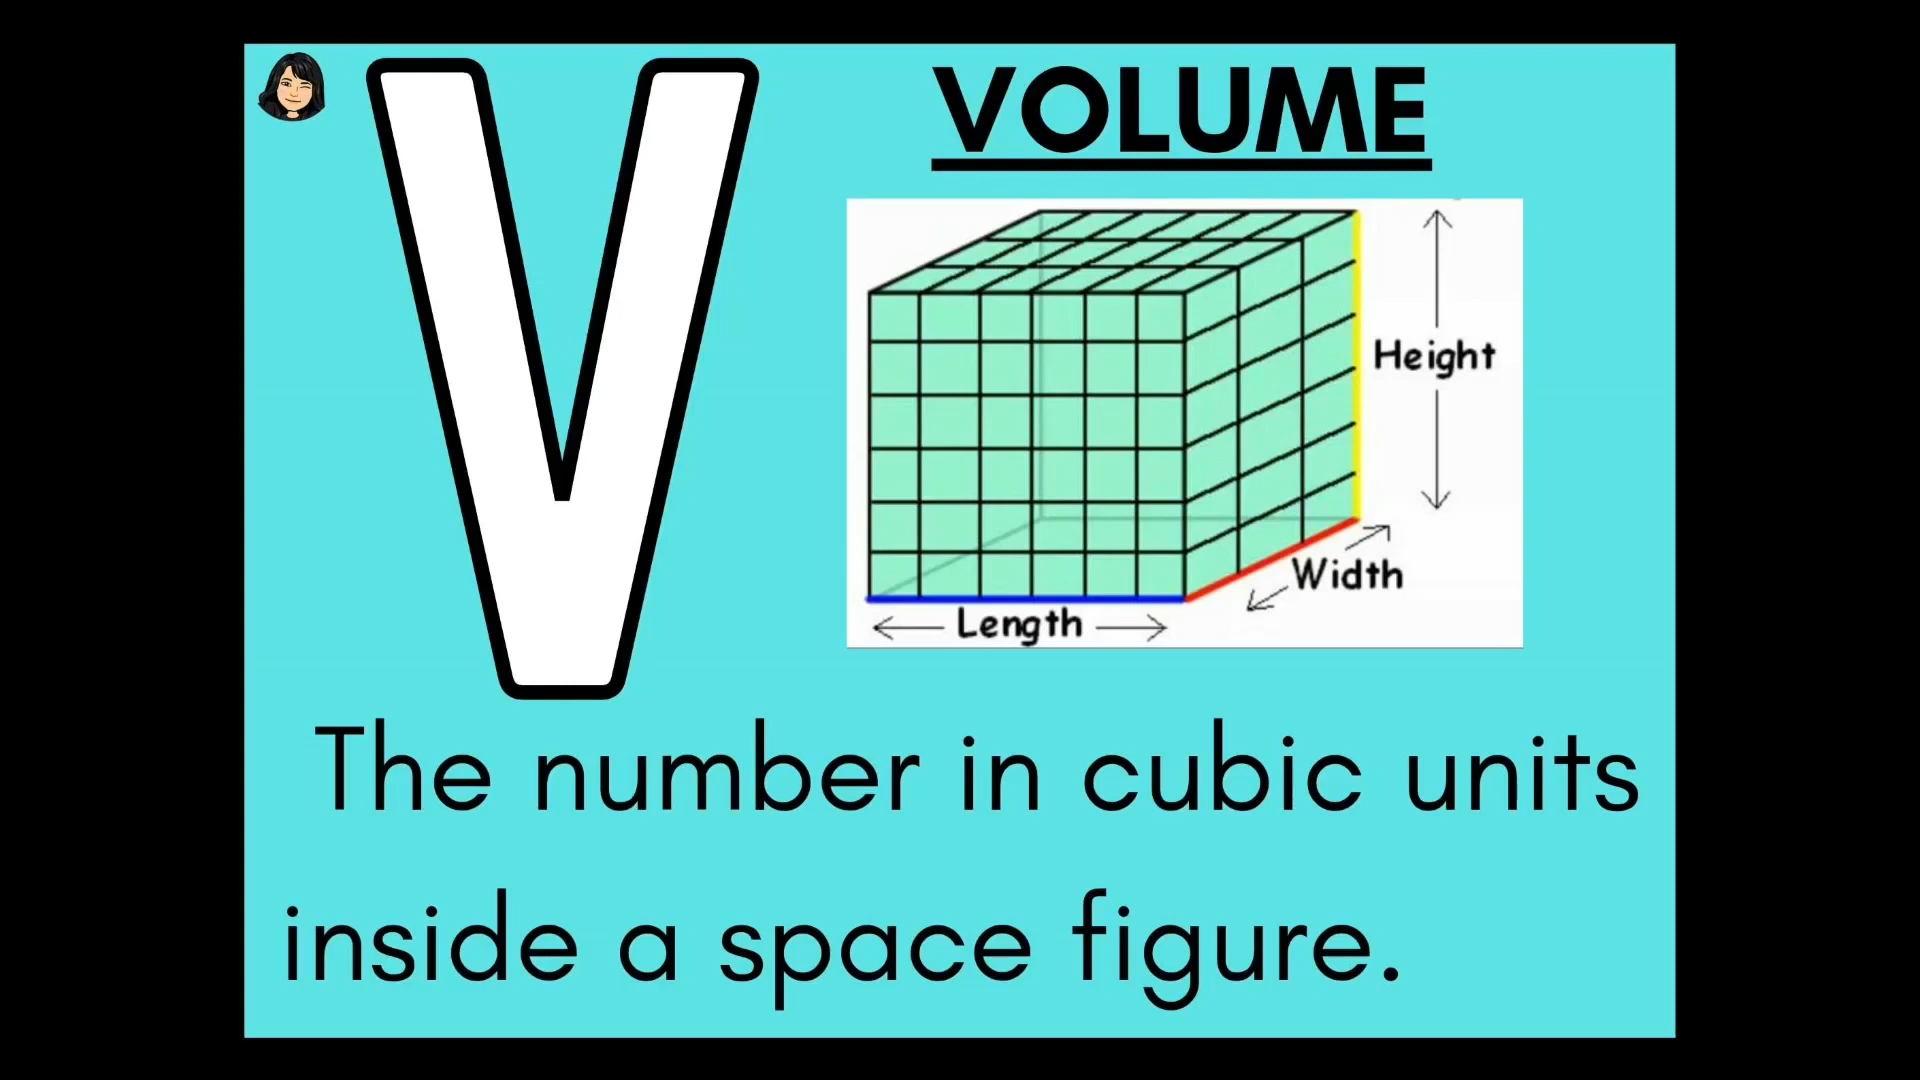 V
VOLUME
Height
Width
Length
The number in cubic units
inside a space figure.